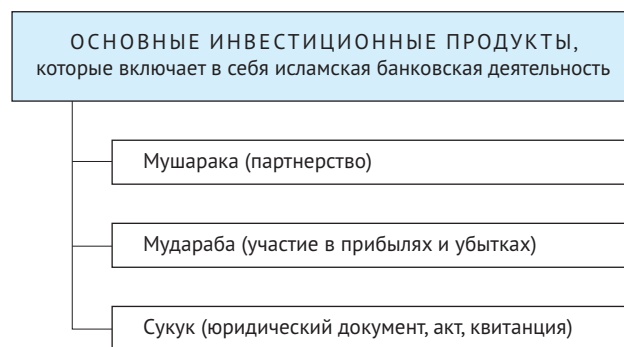 ОСНОВНЫЕ ИНВЕСТИЦИОННЫЕ ПРОДУКТЫ,
которые включает в себя исламская банковская деятельность
Мушарака (партнерство)
Мудараба (участие в прибылях и убытках)
Сукук (юридический документ, акт, квитанция)